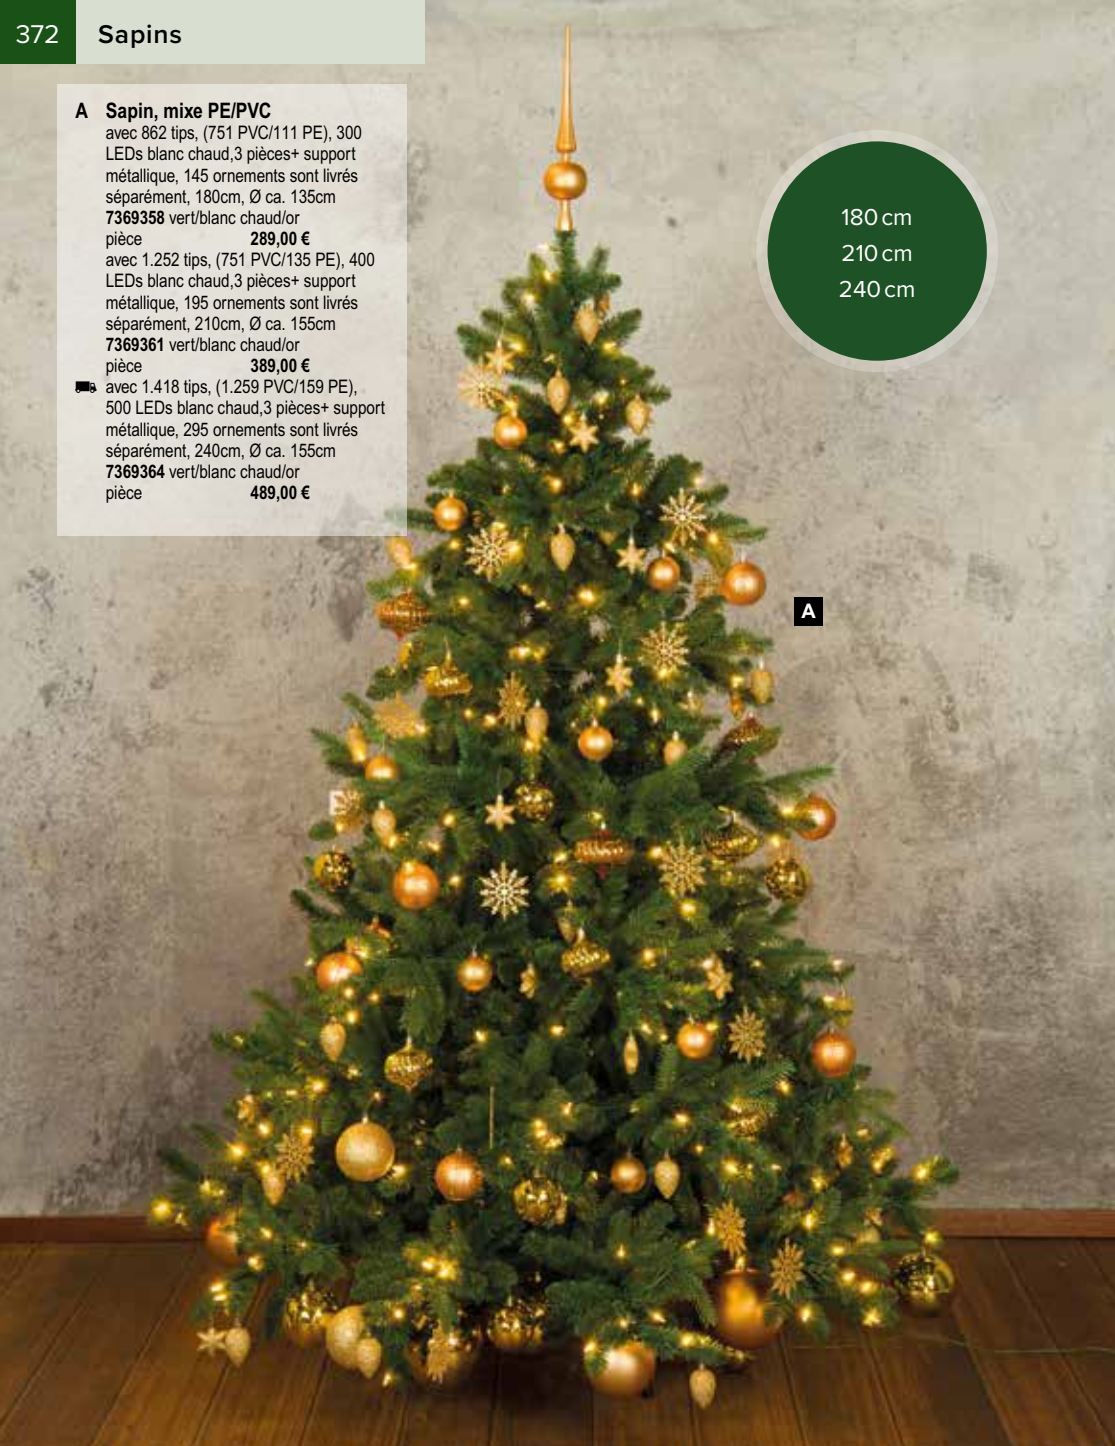 372 Sapins
A Sapin, mixe PE/PVC
avec 862 tips, (751 PVC/111 PE), 300
LEDs blanc chaud,3 pièces+ support
métallique, 145 ornements sont livrés
séparément, 180cm, Ø ca. 135cm
7369358 vert/blanc chaud/or
pièce 289,00 €
avec 1.252 tips, (751 PVC/135 PE), 400
LEDs blanc chaud,3 pièces+ support
métallique, 195 ornements sont livrés
séparément, 210cm, Ø ca. 155cm
7369361 vert/blanc chaud/or
pièce 389,00 €
avec 1.418 tips, (1.259 PVC/159 PE),
500 LEDs blanc chaud,3 pièces+ support
métallique, 295 ornements sont livrés
séparément, 240cm, Ø ca. 155cm
7369364 vert/blanc chaud/or
pièce 489,00 €
180 cm
210 cm
240 cm
A
E